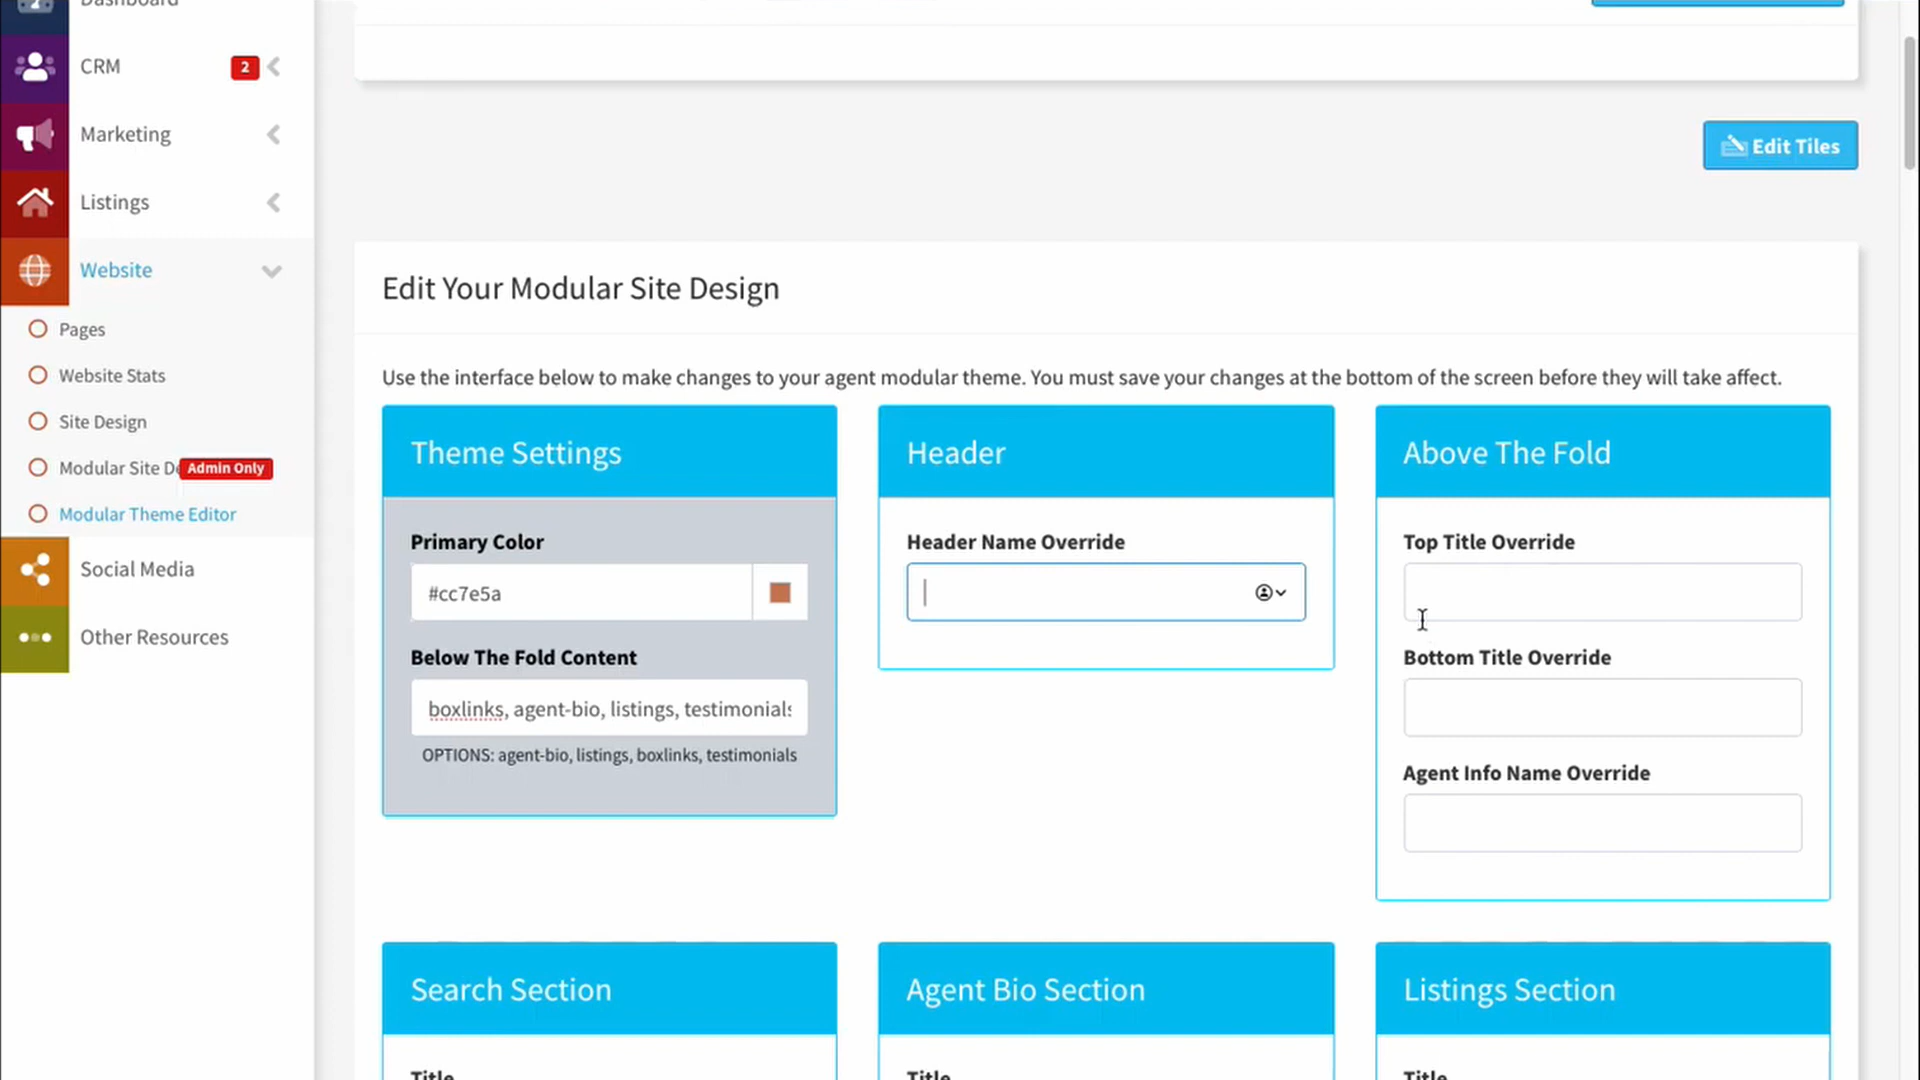 Dashboard
CRM
2
Marketing
Listings
Website
Pages
Website Stats
Site Design
Modular Site De
Admin Only
Modular Theme Editor
Social Media
Other Resources
Edit Tiles
Edit Your Modular Site Design
Use the interface below to make changes to your agent modular theme. You must save your changes at the bottom of the screen before they will take affect.
Theme Settings
Primary Color
#cc7e5a
Below The Fold Content
boxlinks, agent-bio, listings, testimonials
OPTIONS: agent-bio, listings, boxlinks, testimonials
Header
Header Name Override
Above The Fold
Top Title Override
Bottom Title Override
Agent Info Name Override
Search Section
Title
Agent Bio Section
Title
Listings Section
Title